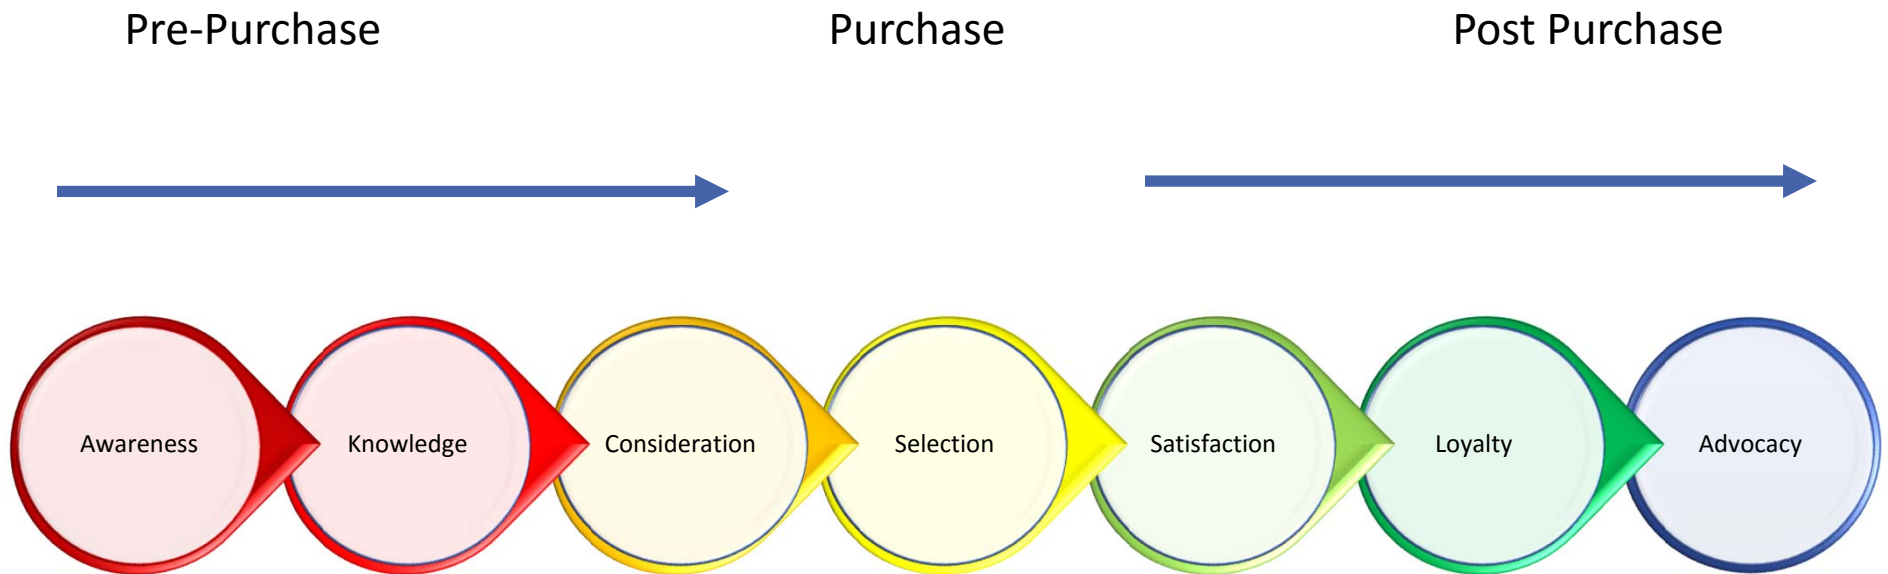 Pre-Purchase
Purchase
Post Purchase
Awareness
Knowledge
Consideration
Selection
Satisfaction
Loyalty
Advocacy